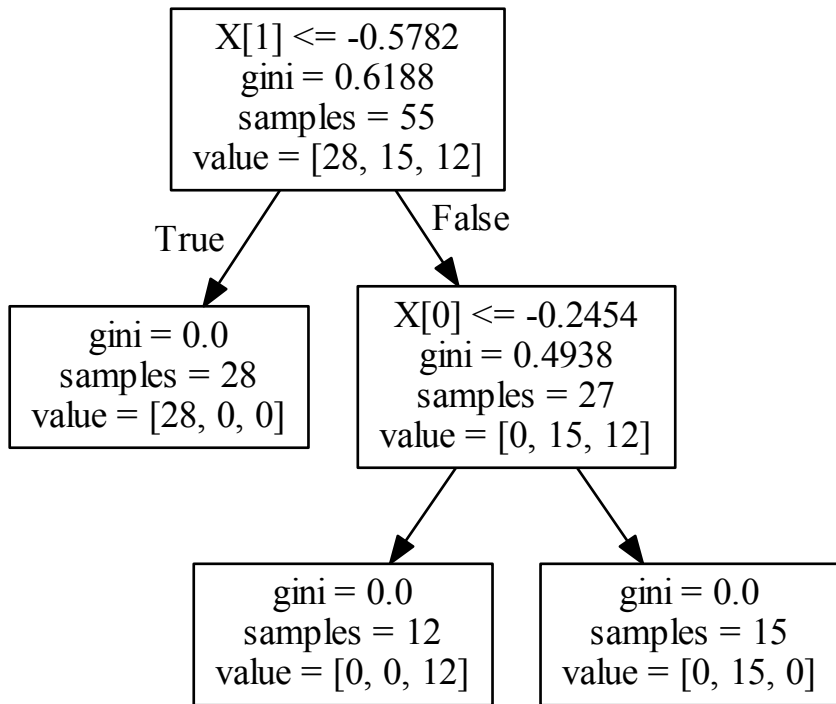 X[1] <= -0.5782
gini = 0.6188
samples = 55
value = [28, 15, 12]
True
False
gini = 0.0
samples = 28
value = [28, 0, 0]
X[0] <= -0.2454
gini = 0.4938
samples = 27
value = [0, 15, 12]
gini = 0.0
samples = 12
value = [0, 0, 12]
gini = 0.0
samples = 15
value = [0, 15, 0]